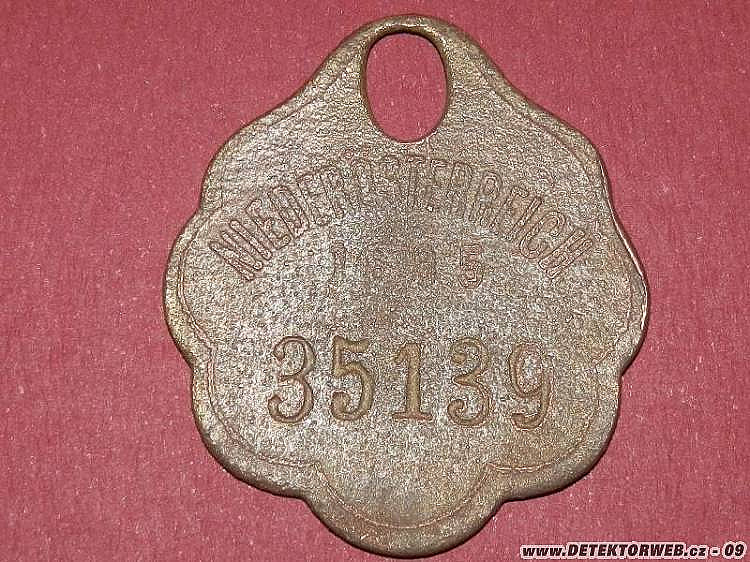 NIEDERÖSTERREICH
35139
www.DETEKTORWEB.cz - 09